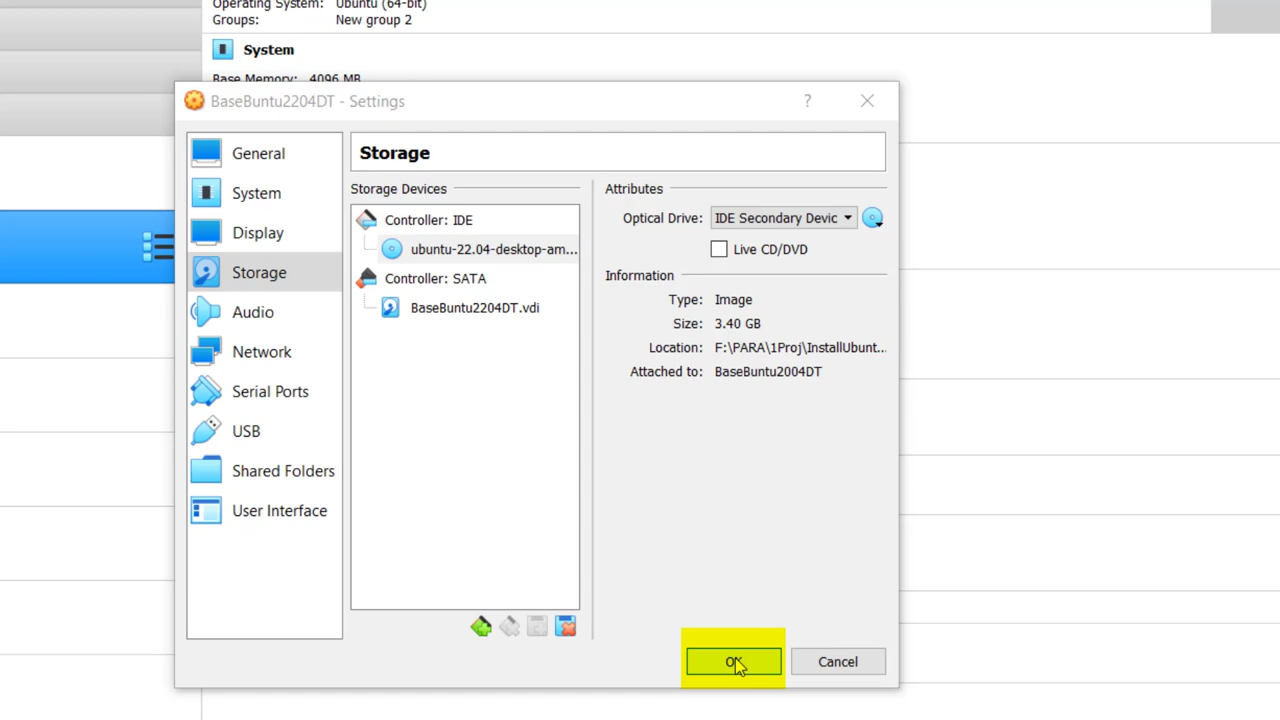 Operating System: Ubuntu (64-bit)
Groups: New group 2
System
Base Memory: 4096 MB
BaseBuntu2204DT - Settings
?
General
System
Display
Storage
Audio
Network
Serial Ports
USB
Shared Folders
User Interface
Storage
Storage Devices
Controller: IDE
ubuntu-22.04-desktop-am...
Controller: SATA
BaseBuntu2204DT.vdi
Attributes
Optical Drive: IDE Secondary Devic
Live CD/DVD
Information
Type: Image
Size: 3.40 GB
Location: F:\PARA\1Proj\InstallUbunt...
Attached to: BaseBuntu2004DT
OK
Cancel